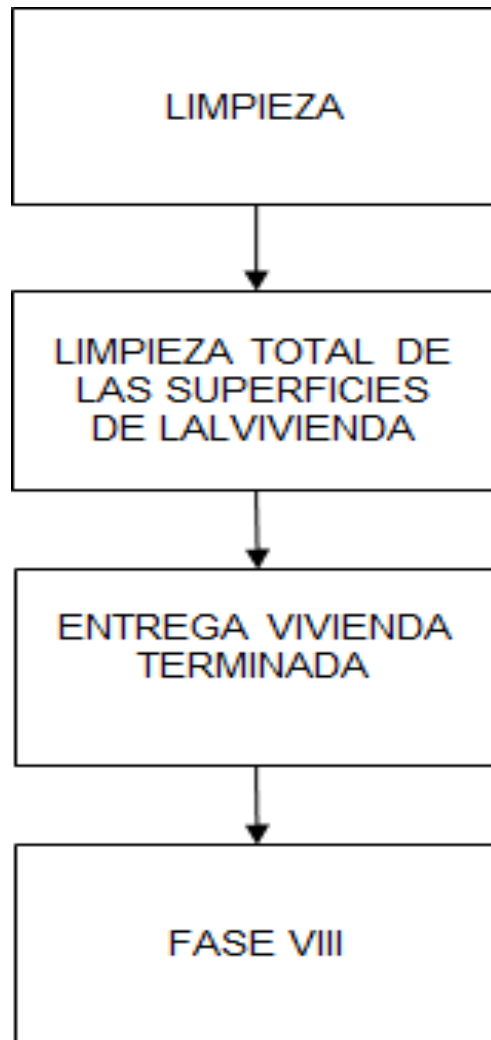 LIMPIEZA
LIMPIEZA TOTAL DE
LAS SUPERFICIES
DE LALVIVIENDA
ENTREGA VIVIENDA
TERMINADA
FASE VIII